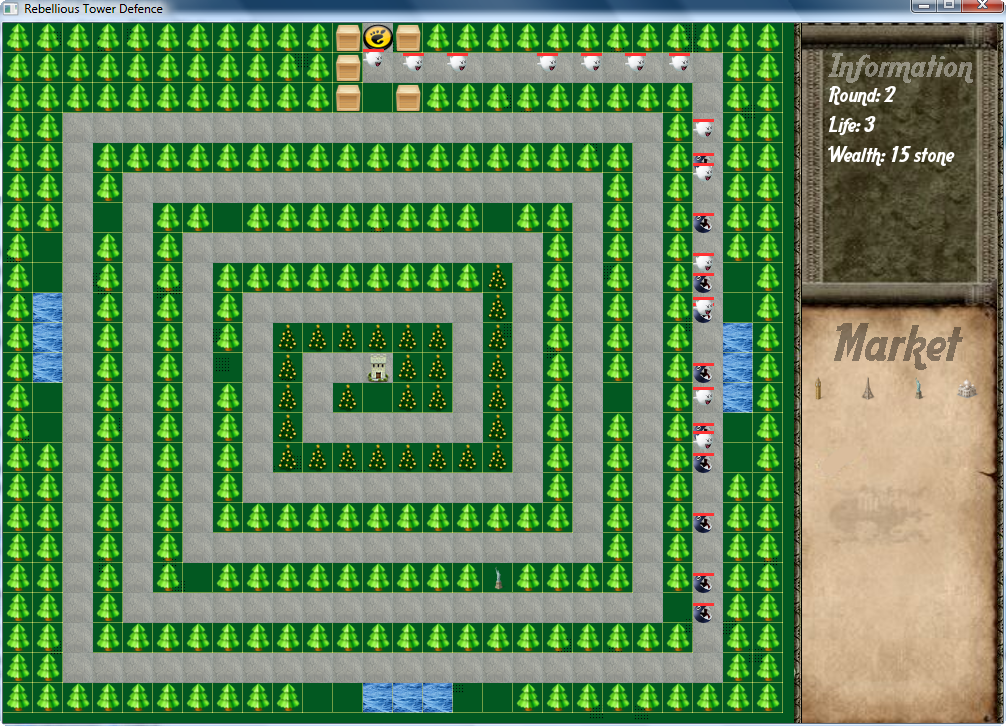 Rebellious Tower Defence
Information
Round: 2
Life: 3
Wealth: 15 stone
Market